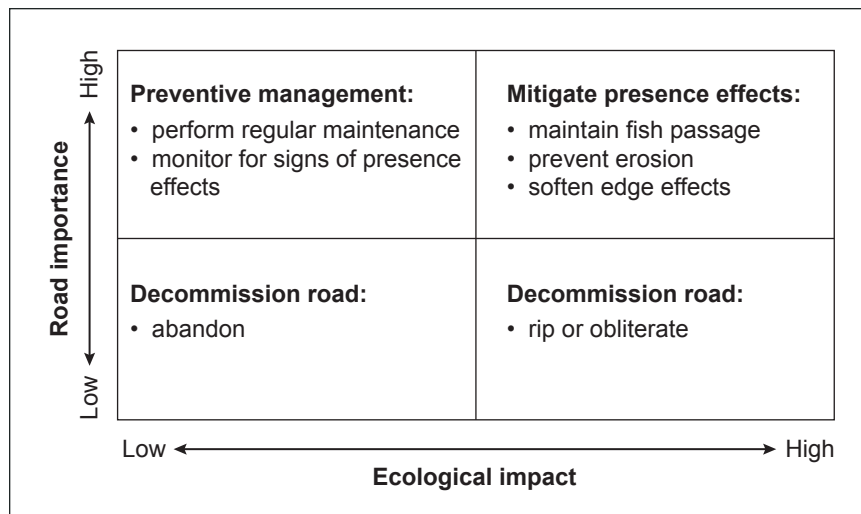 High
Road importance
Low
Preventive management:
• perform regular maintenance
• monitor for signs of presence
effects
Mitigate presence effects:
• maintain fish passage
• prevent erosion
• soften edge effects
Decommission road:
• abandon
Decommission road:
• rip or obliterate
Low
High
Ecological impact